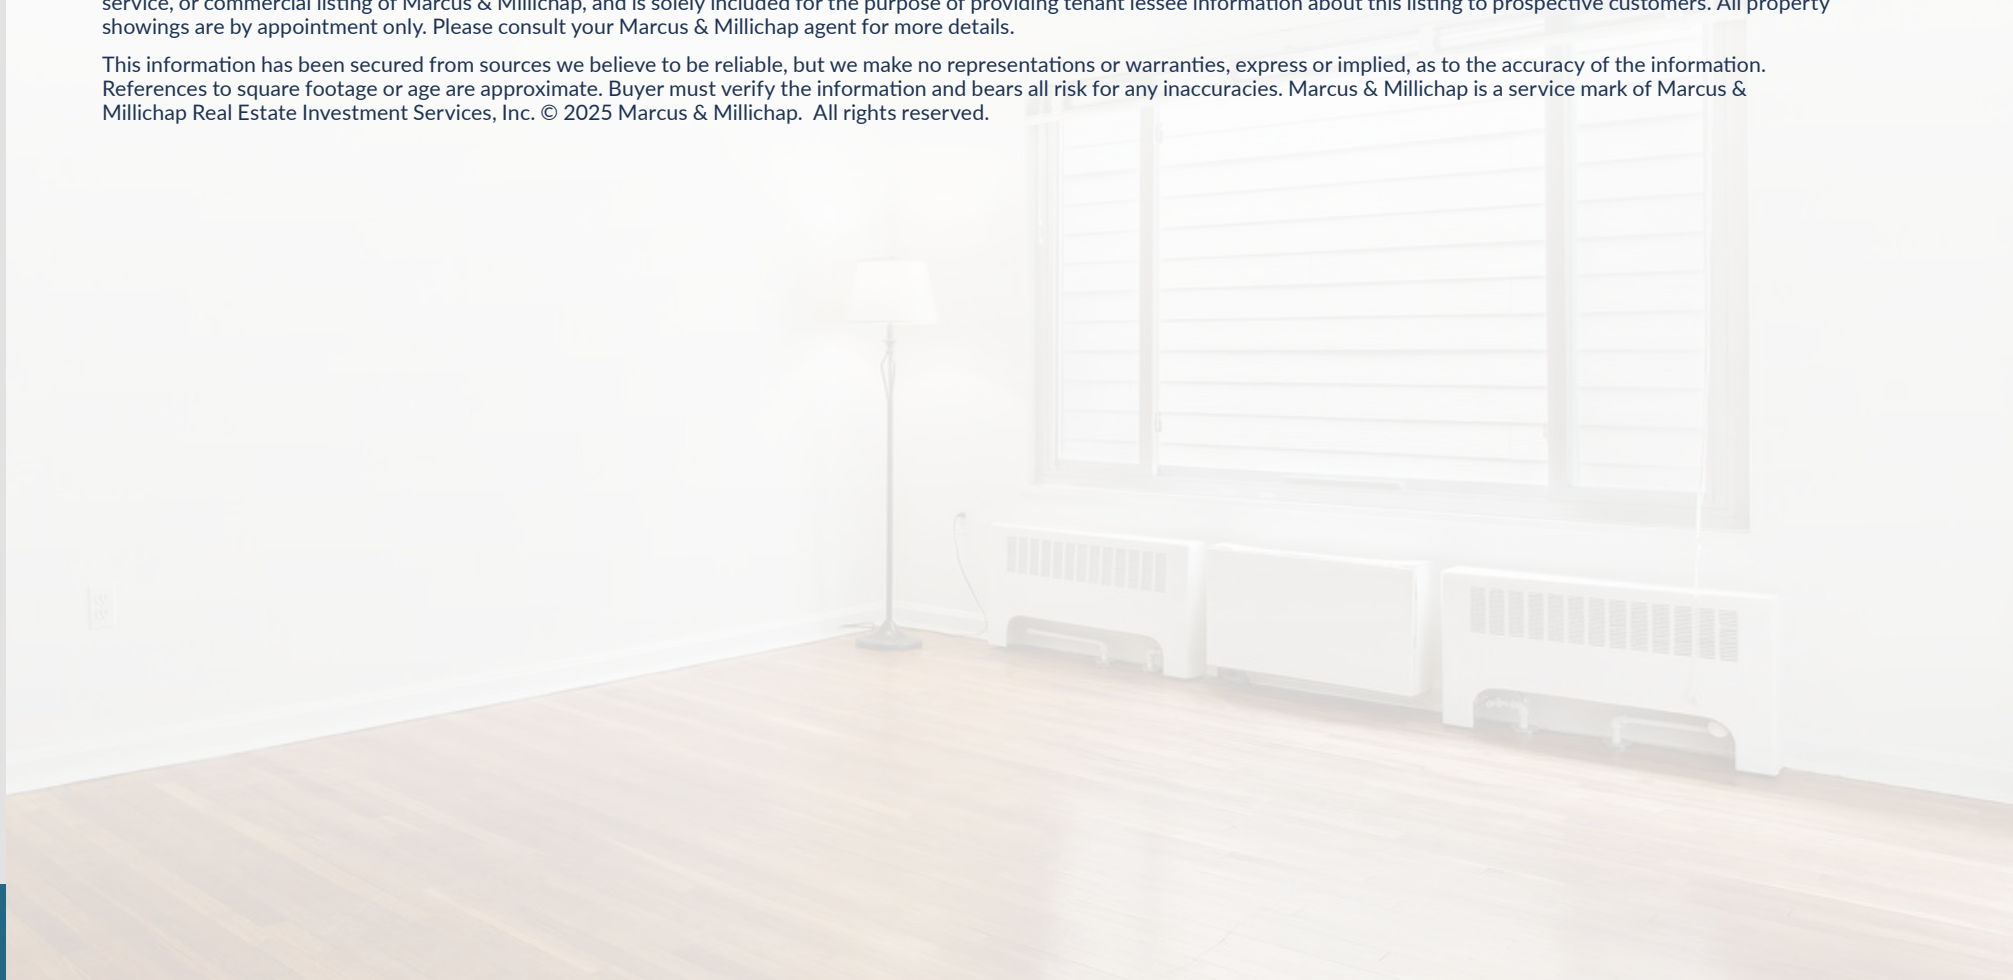 service, or commercial listing of Marcus & Millichap, and is solely included for the purpose of providing tenant lessee information about this listing to prospective customers. All property
showings are by appointment only. Please consult your Marcus & Millichap agent for more details.
This information has been secured from sources we believe to be reliable, but we make no representations or warranties, express or implied, as to the accuracy of the information.
References to square footage or age are approximate. Buyer must verify the information and bears all risk for any inaccuracies. Marcus & Millichap is a service mark of Marcus &
Millichap Real Estate Investment Services, Inc. © 2025 Marcus & Millichap.  All rights reserved.